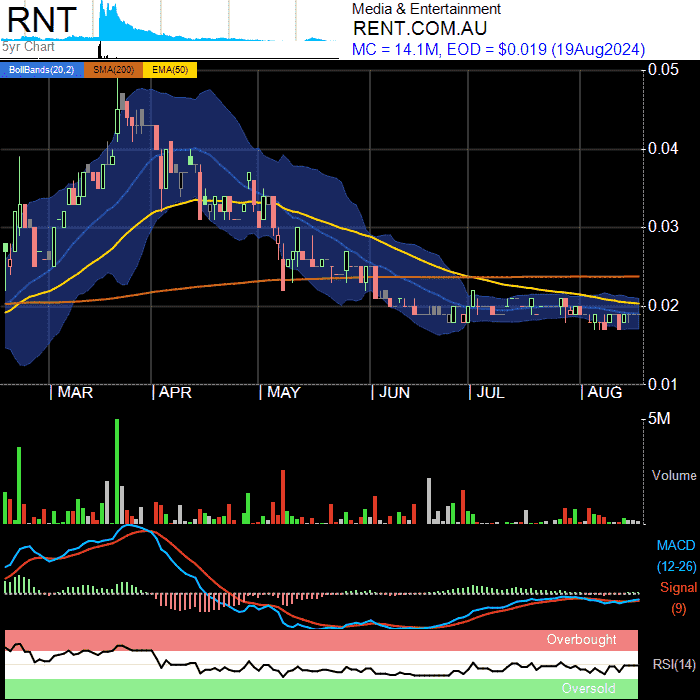 RNT
5yr Chart
Media & Entertainment
RENT.COM.AU
MC = 14.1M, EOD = $0.019 (19Aug2024)
BollBands(20,2) SMA(200) EMA(50)
0.05
0.04
0.03
0.02
0.01
MAR APR MAY JUN JUL AUG
5M
Volume
MACD
(12-26)
Signal
(9)
Overbought
RSI(14)
Oversold